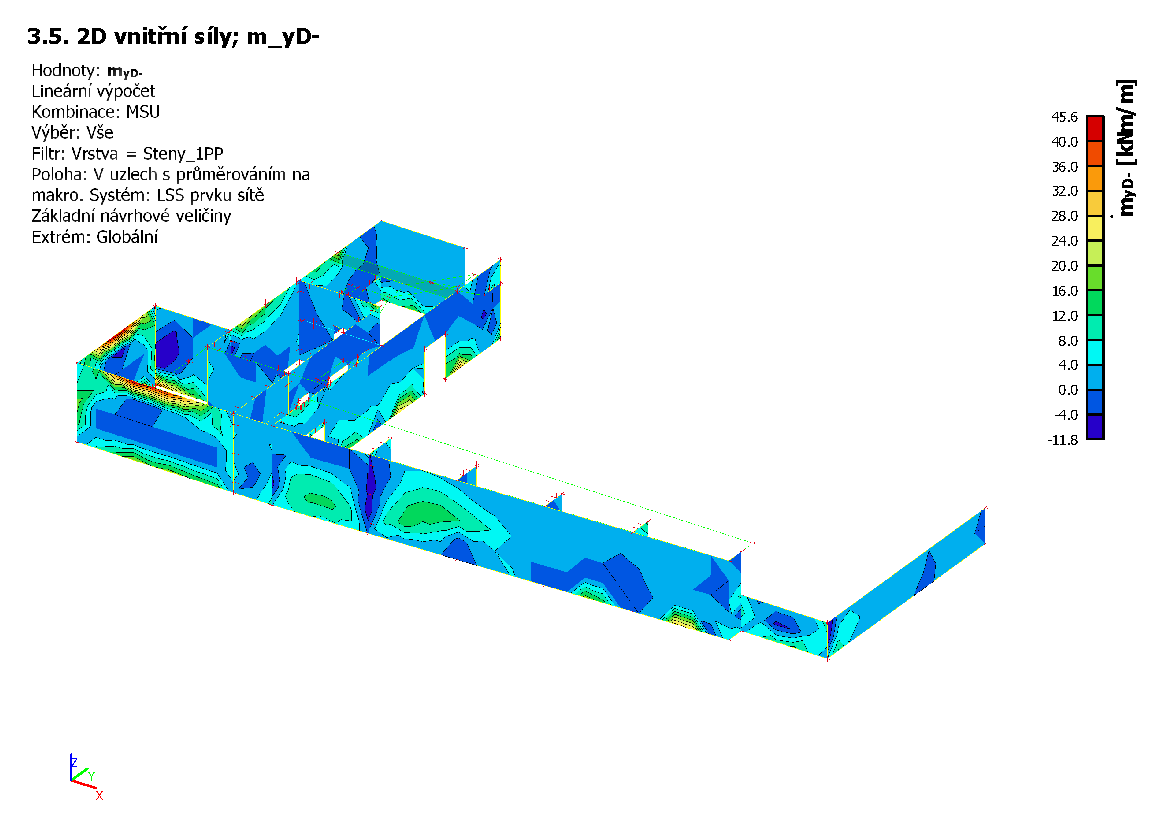 3.5. 2D vnitřní síly; m_yD-
Hodnoty: myD-
Lineární výpočet
Kombinace: MSU
Výběr: Vše
Filtr: Vrstva = Steny_1PP
Poloha: V uzlech s průměrováním na
makro. Systém: LSS prvku sítě
Základní návrhové veličiny
Extrém: Globální
45.6
40.0
36.0
32.0
28.0
24.0
20.0
16.0
12.0
8.0
4.0
0.0
-4.0
-11.8
myD- [kNm/m]
Z
Y
X